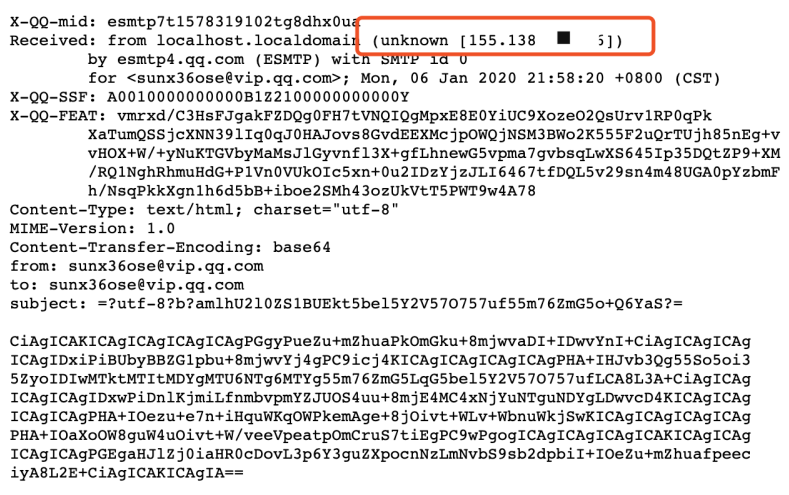 X-QQ-mid: esmtp7t1578319102tg8dhx0ua
Received: from localhost.localdomain (unknown [155.138 5])
by esmtp4.qq.com (ESMTP) with SMTP id 0
for <sunx36ose@vip.qq.com>; Mon, 06 Jan 2020 21:58:20 +0800 (CST)
X-QQ-SSF: A0010000000000B1Z2100000000000Y
X-QQ-FEAT: vmrxd/C3HsFJgakFZDQg0FH7tVNQIQgMpxE8E0YiUC9XozeO2QsUrv1RP0qPk
XaTumQSSjcXNN39lIq0qJ0HAJovs8GvdEEXMcjpOWQjNSM3BWo2K555F2uQrTUjh85nEg+v
vHOX+W/+yNuKTGVbyMaMsJlGyvnfl3X+gfLhnewG5vpma7gvbsqLwXS645Ip35DQtZP9+XM
/RQ1NghRhmuHdG+P1Vn0VUkOIc5xn+0u2IDzYjzJLI6467tfDQL5v29sn4m48UGA0pYzbmF
h/NsqPkkXgn1h6d5bB+iboe2SMh43ozUkVtT5PWT9w4A78
Content-Type: text/html; charset="utf-8"
MIME-Version: 1.0
Content-Transfer-Encoding: base64
from: sunx36ose@vip.qq.com
to: sunx36ose@vip.qq.com
subject: =?utf-8?b?amlhU2l0ZS1BUEkt5bel5Y2V57O757uf55m76ZmG5o+Q6YaS?=
CiAgICAKICAgICAgICAgICAgPGgyPueZu+mZhuaPkOmGku+8mjwvaDI+IDwvYnI+CiAgICAgICAg
ICAgIDxiPiBUbyBBZG1pbu+8mjwvYj4gPC9icj4KICAgICAgICAgICAgPHA+IHJvb3Qg55So5oi3
5ZyoIDIwMTktMTItMDYgMTU6NTg6MTYg55m76ZmG5LqG5bel5Y2V57O757ufLCA8L3A+CiAgICAg
ICAgICAgIDxwPiDnlKjmiLfnmbvpmYZJUOS4uu+8mjE4MC4xNjYuNTguNDYgLDwvcD4KICAgICAg
ICAgICAgPHA+IOezu+e7n+iHquWKqOWPkemAge+8jOivt+WLv+WbnuWkjSwKICAgICAgICAgICAg
PHA+IOaXoOW8guW4uOivt+W/veeVpeatpOmCruS7tiEgPC9wPgogICAgICAgICAgICAKICAgICAg
ICAgICAgPGEgaHJlZj0iaHR0cDovL3p6Y3guZXpocnNzLmNvbS9sb2dpbiI+IOeZu+mZhuafpeec
iyA8L2E+CiAgICAKICAgIA==